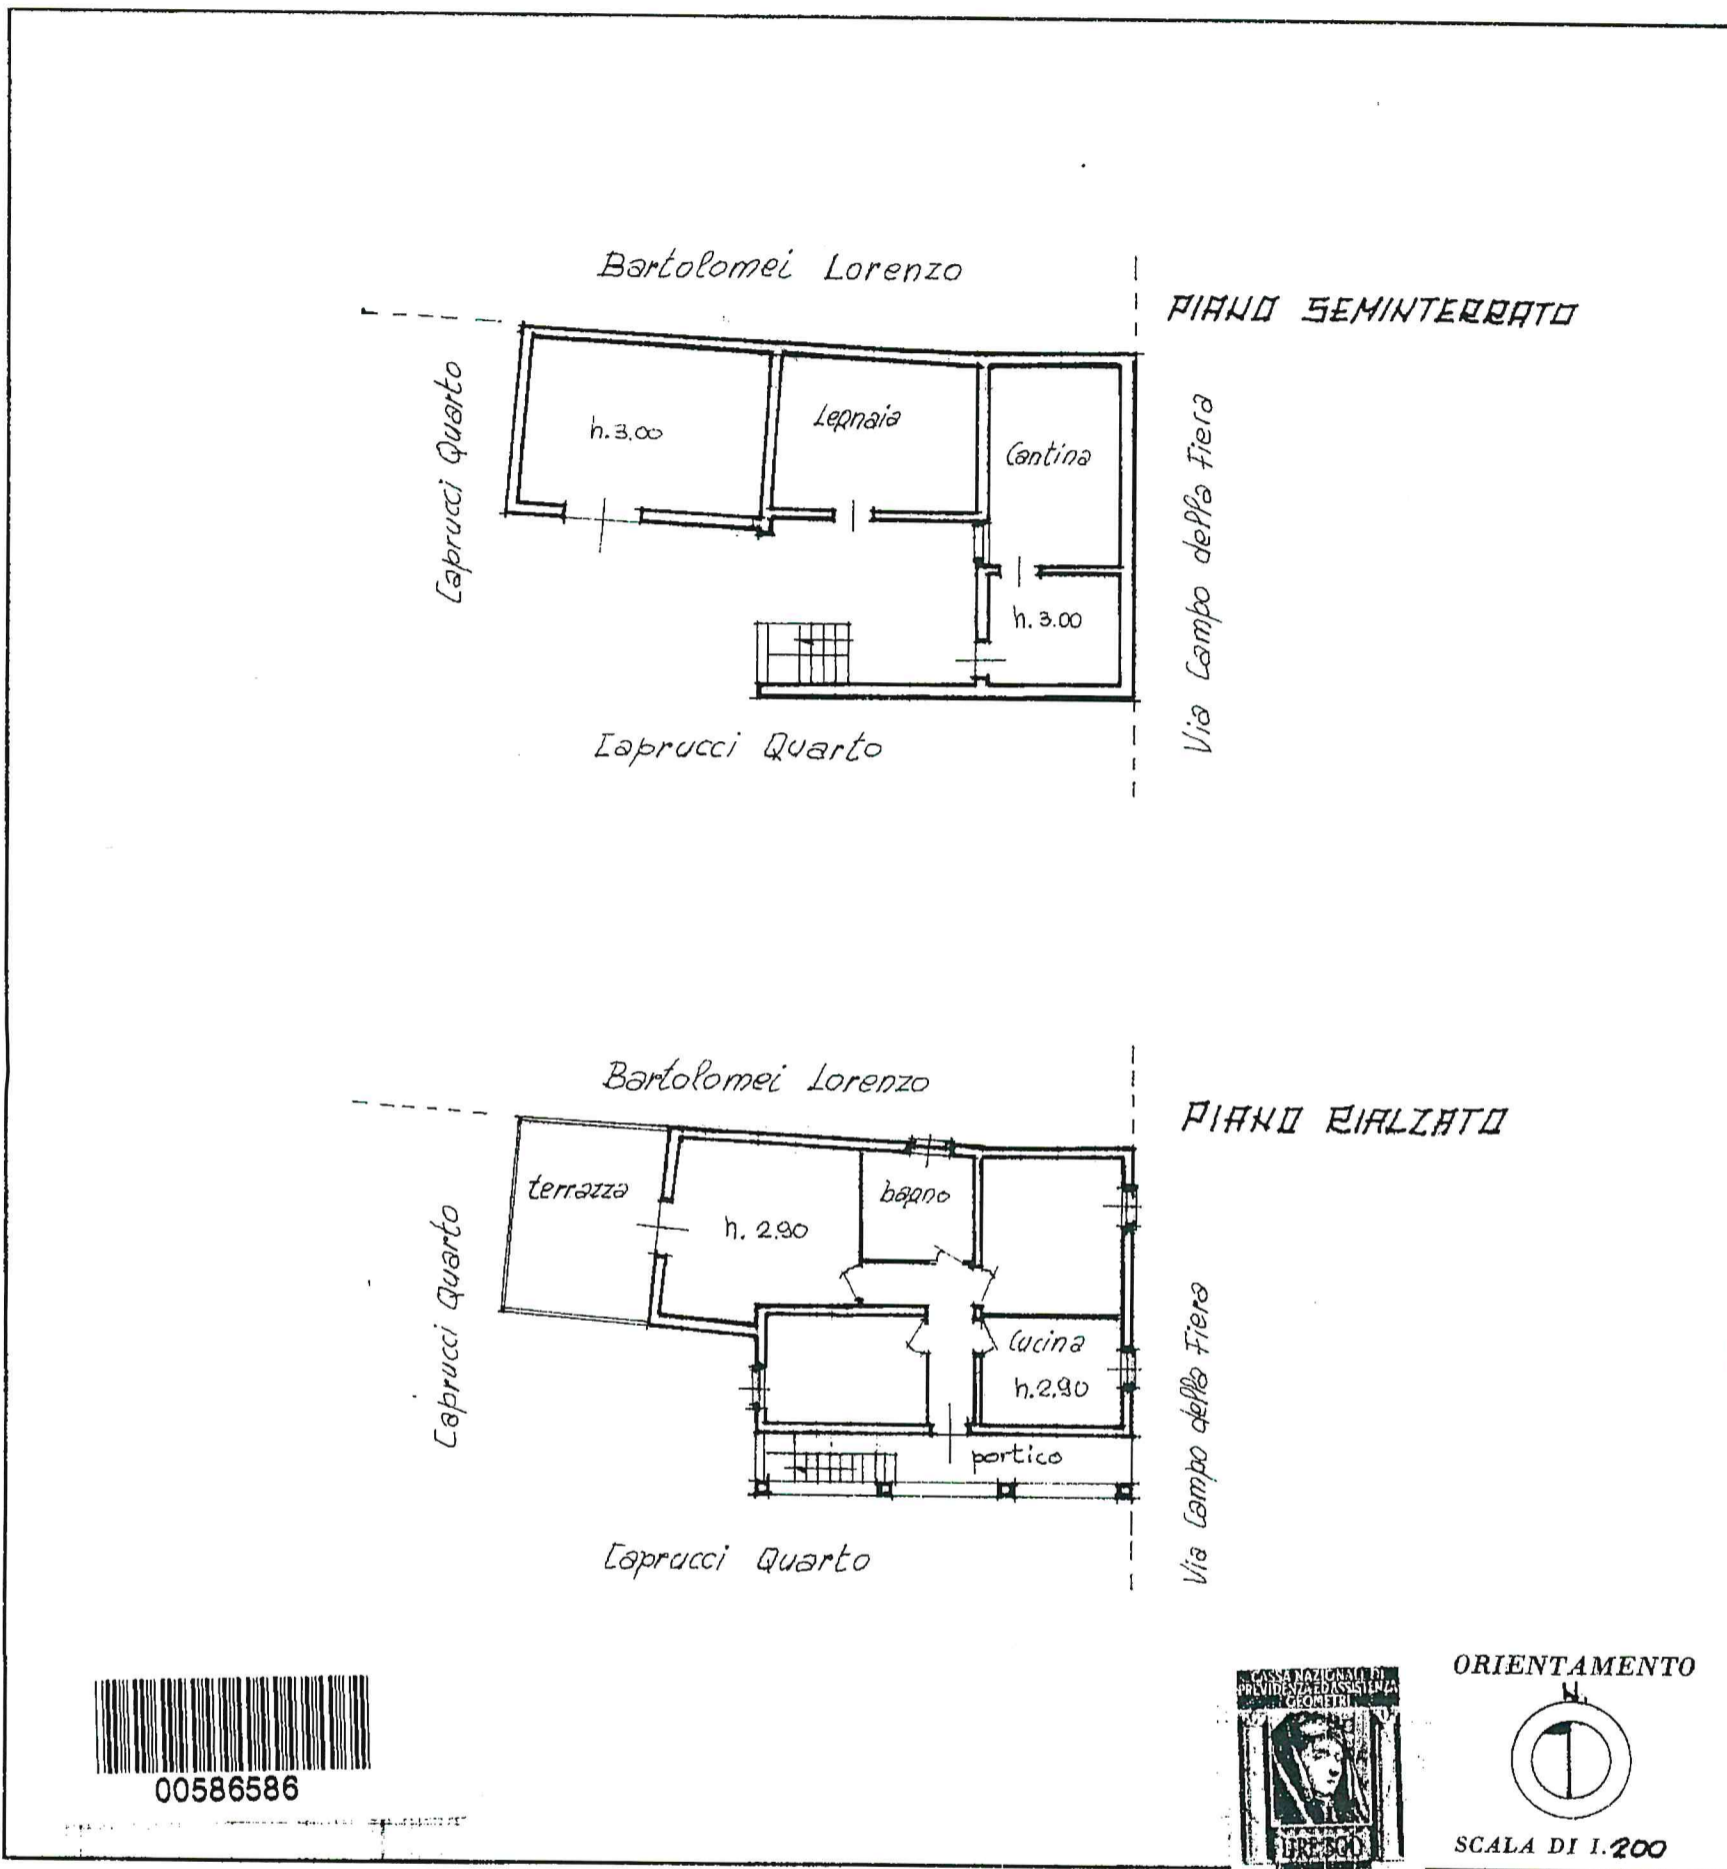 Bartolomei Lorenzo
PIANO SEMINTERRATO
Caprucci Quarto
h. 3.00
Legnaia
Cantina
Via Campo della Fiera
h. 3.00
Caprucci Quarto
Bartolomei Lorenzo
PIANO RIALZATO
terrazza
bagno
h. 2.90
Caprucci Quarto
Cucina
h. 2.90
Via Campo della Fiera
portico
Caprucci Quarto
00586586
CASSA NAZIONALE DI
PREVIDENZA ED ASSISTENZA
GEOMETRI
LIRE 500
ORIENTAMENTO
N.
SCALA DI 1.200